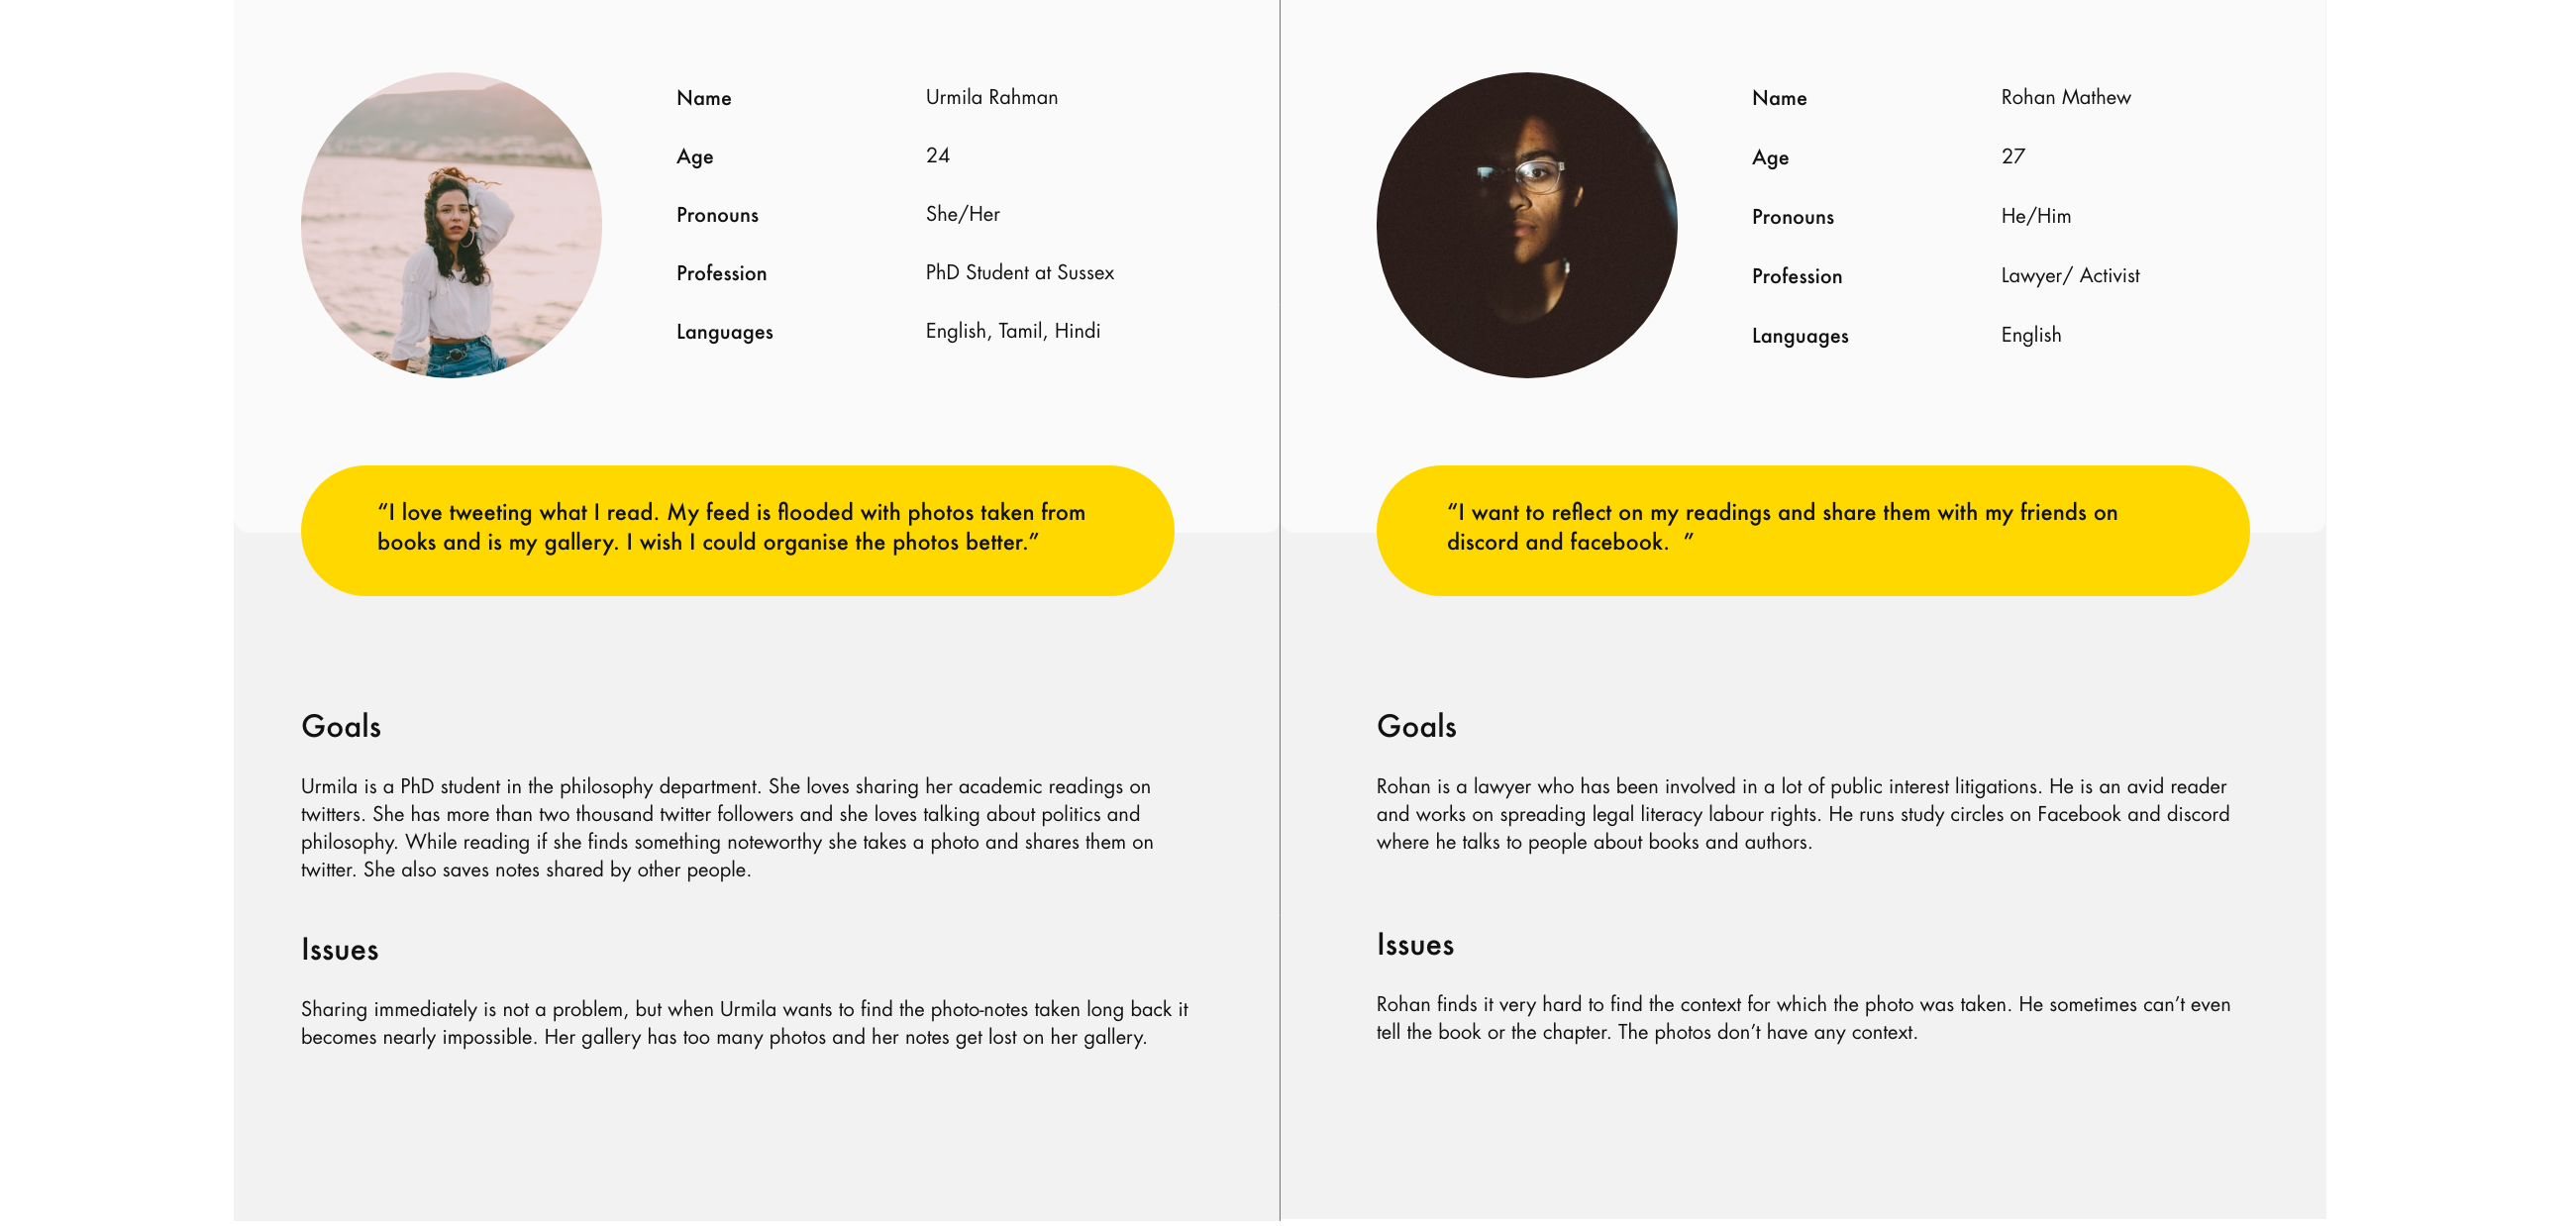 Name Urmila Rahman
Age 24
Pronouns She/Her
Profession PhD Student at Sussex
Languages English, Tamil, Hindi
“I love tweeting what I read. My feed is flooded with photos taken from
books and is my gallery. I wish I could organise the photos better.”
Goals
Urmila is a PhD student in the philosophy department. She loves sharing her academic readings on
twitters. She has more than two thousand twitter followers and she loves talking about politics and
philosophy. While reading if she finds something noteworthy she takes a photo and shares them on
twitter. She also saves notes shared by other people.
Issues
Sharing immediately is not a problem, but when Urmila wants to find the photo-notes taken long back it
becomes nearly impossible. Her gallery has too many photos and her notes get lost on her gallery.
Name Rohan Mathew
Age 27
Pronouns He/Him
Profession Lawyer/ Activist
Languages English
“I want to reflect on my readings and share them with my friends on
discord and facebook.  ”
Goals
Rohan is a lawyer who has been involved in a lot of public interest litigations. He is an avid reader
and works on spreading legal literacy labour rights. He runs study circles on Facebook and discord
where he talks to people about books and authors.
Issues
Rohan finds it very hard to find the context for which the photo was taken. He sometimes can’t even
tell the book or the chapter. The photos don’t have any context.